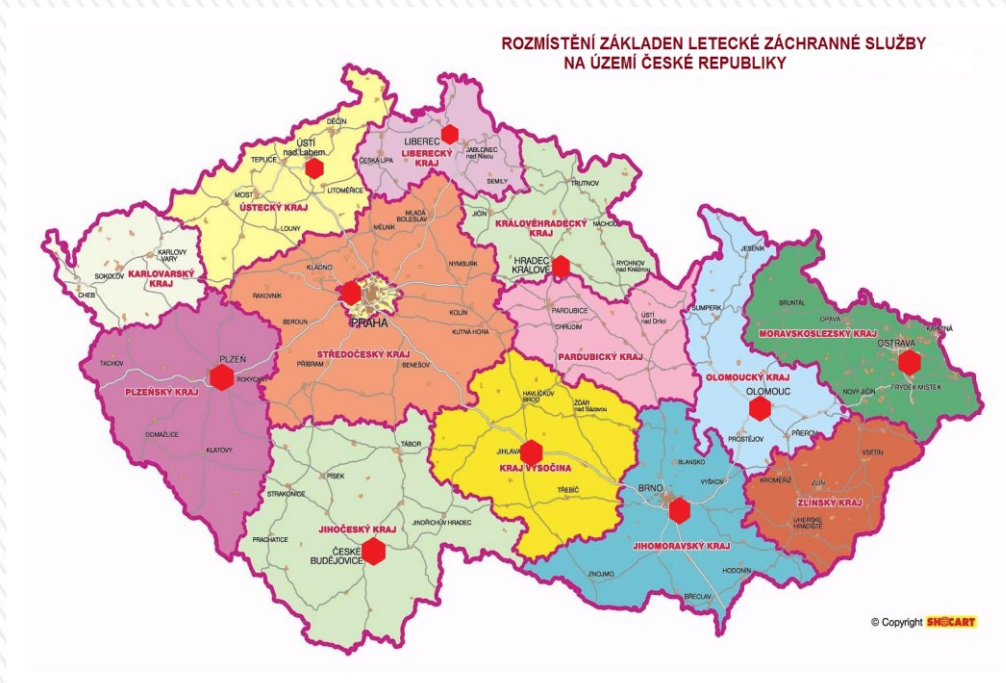 ROZMÍSTĚNÍ ZÁKLADEN LETECKÉ ZÁCHRANNÉ SLUŽBY
NA ÚZEMÍ ČESKÉ REPUBLIKY
DĚČÍN
ÚSTÍ
nad Labem
TEPLICE
MOST
LITOMĚŘICE
ÚSTECKÝ KRAJ
LOUNY
LIBEREC
LIBERECKÝ
KRAJ
JABLONEC
nad Nisou
ČESKÁ LÍPA
SEMILY
TRUTNOV
JIČÍN
KRÁLOVÉHRADECKÝ
KRAJ
NÁCHOD
HRADEC
KRÁLOVÉ
RYCHNOV
nad Kněžnou
KARLOVY
VARY
SOKOLOV
KARLOVARSKÝ
KRAJ
CHEB
MLADÁ
BOLESLAV
MĚLNÍK
KLADNO
NYMBURK
RAKOVNÍK
PRAHA
BEROUN
KOLÍN
KUTNÁ HORA
STŘEDOČESKÝ KRAJ
PŘÍBRAM
BENEŠOV
PARDUBICE
CHRUDIM
ÚSTÍ
nad Orlicí
PARDUBICKÝ KRAJ
JESENÍK
ŠUMPERK
OLOMOUCKÝ KRAJ
OLOMOUC
PROSTĚJOV
PŘEROV
BRUNTÁL
OPAVA
KARVINÁ
MORAVSKOSLEZSKÝ KRAJ
OSTRAVA
NOVÝ JIČÍN
FRÝDEK MÍSTEK
TACHOV
PLZEŇ
ROKYCANY
PLZEŇSKÝ KRAJ
DOMAŽLICE
KLATOVY
TÁBOR
PÍSEK
STRAKONICE
JINDŘICHŮV HRADEC
JIHOČESKÝ KRAJ
PRACHATICE
ČESKÉ
BUDĚJOVICE
HAVLÍČKŮV
BROD
ŽĎÁR
nad Sázavou
JIHLAVA
KRAJ VYSOČINA
TŘEBÍČ
BLANSKO
BRNO
VYŠKOV
JIHOMORAVSKÝ KRAJ
ZNOJMO
HODONÍN
BŘECLAV
VSETÍN
KROMĚŘÍŽ
ZLÍN
ZLÍNSKÝ KRAJ
UHERSKÉ
HRADIŠTĚ
© Copyright SHOCART